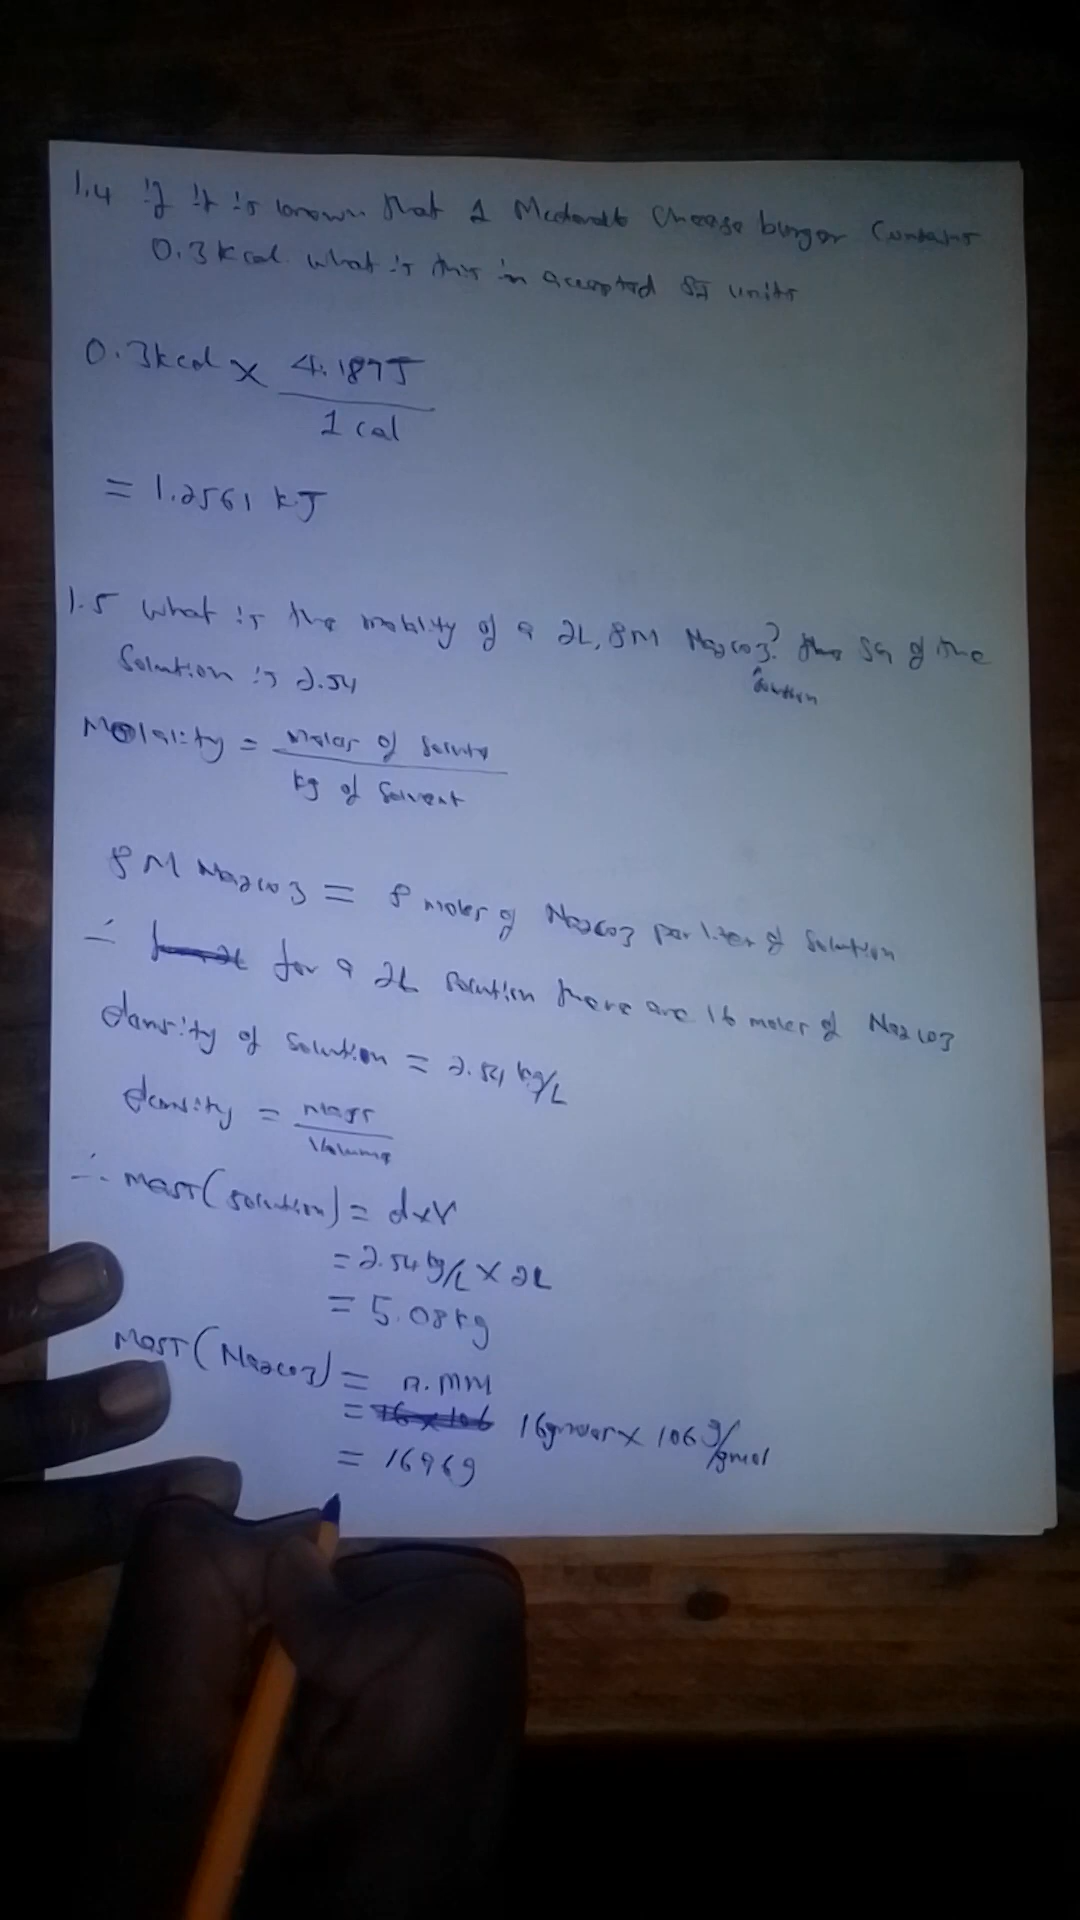 1.4 if it is known that 1 Mcdonalds Cheese burger Contains
0.3kcal. what is this in accepted SI units
0.3kcal × 4.187J
1 cal
= 1.2561 kJ
1.5 what is the molality of a 2L, 8M Na2CO3? the SG of the
solution
Solution is 2.54
Molality = moles of solute
kg of solvent
8M Na2CO3 = 8 moles of Na2CO3 per liter of solution
∴ for a 2L solution there are 16 moles of Na2CO3
density of solution = 2.54 kg/L
density = mass
Volume
∴ mass(solution) = d×V
= 2.54 kg/L × 2L
= 5.08kg
mass(Na2CO3) = n.MM
= 16×106 16gmoles × 106 g/gmol
= 1696g